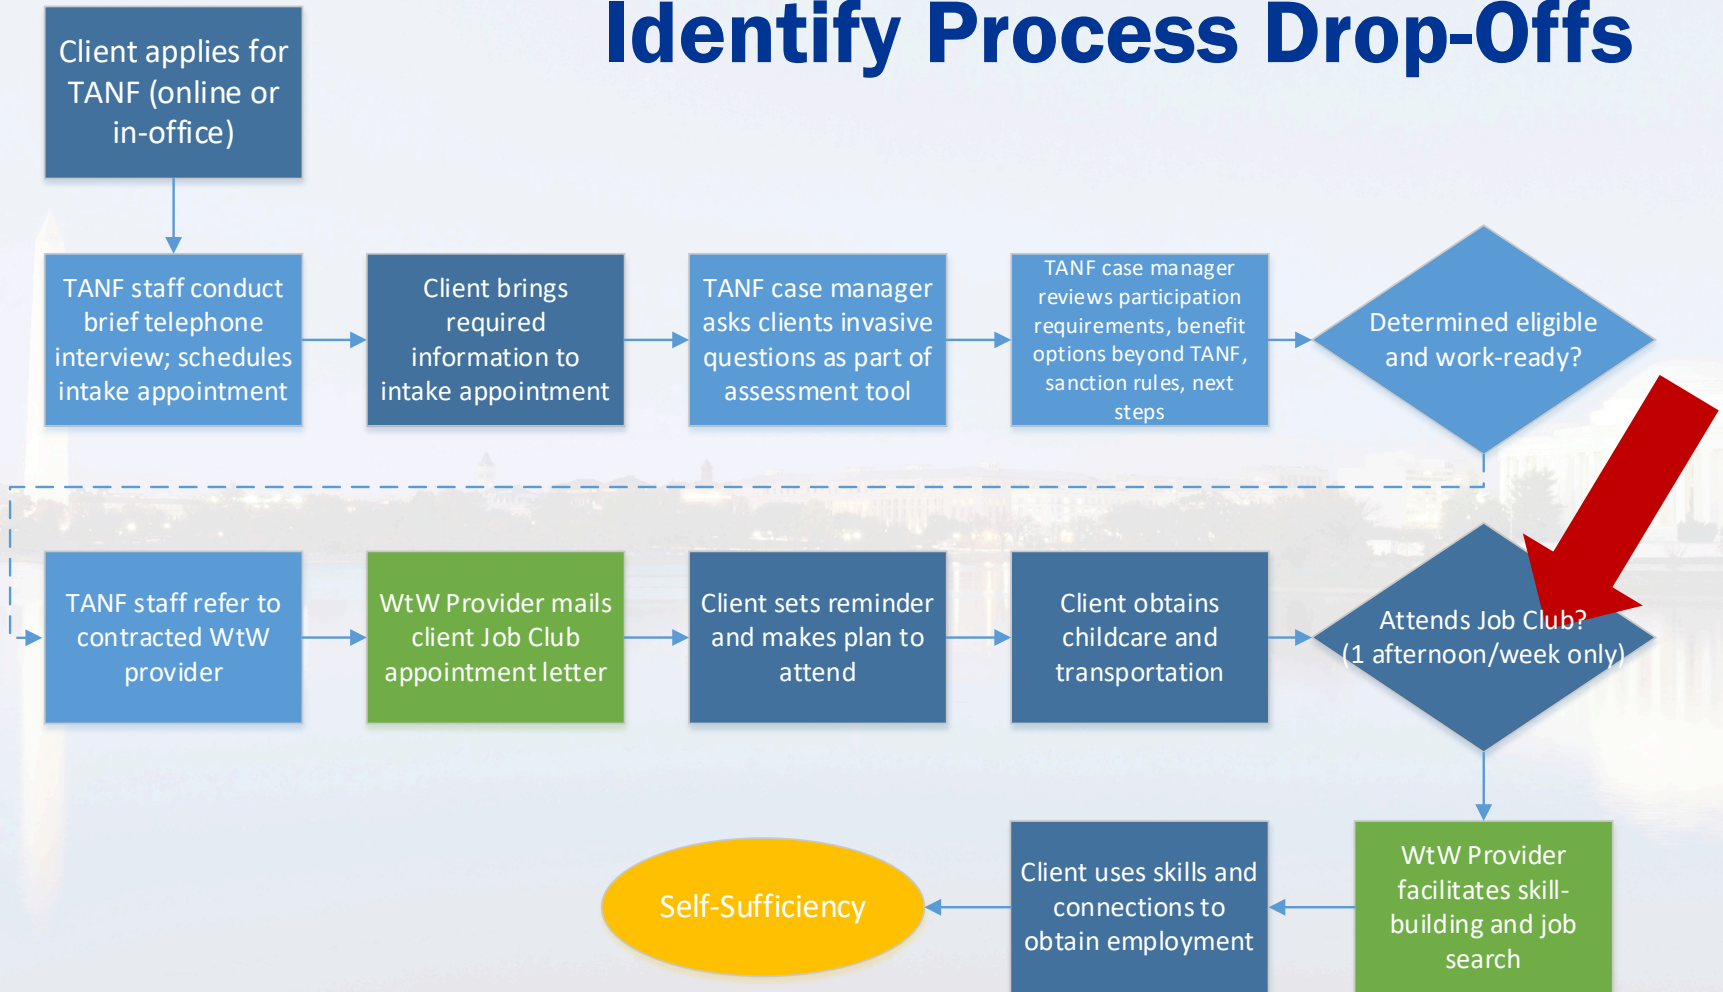 Identify Process Drop-Offs
Client applies for
TANF (online or
in-office)
TANF staff conduct
brief telephone
interview; schedules
intake appointment
Client brings
required
information to
intake appointment
TANF case manager
asks clients invasive
questions as part of
assessment tool
TANF case manager
reviews participation
requirements, benefit
options beyond TANF,
sanction rules, next
steps
Determined eligible
and work-ready?
TANF staff refer to
contracted WtW
provider
WtW Provider mails
client Job Club
appointment letter
Client sets reminder
and makes plan to
attend
Client obtains
childcare and
transportation
Attends Job Club?
(1 afternoon/week only)
WtW Provider
facilitates skill-
building and job
search
Client uses skills and
connections to
obtain employment
Self-Sufficiency